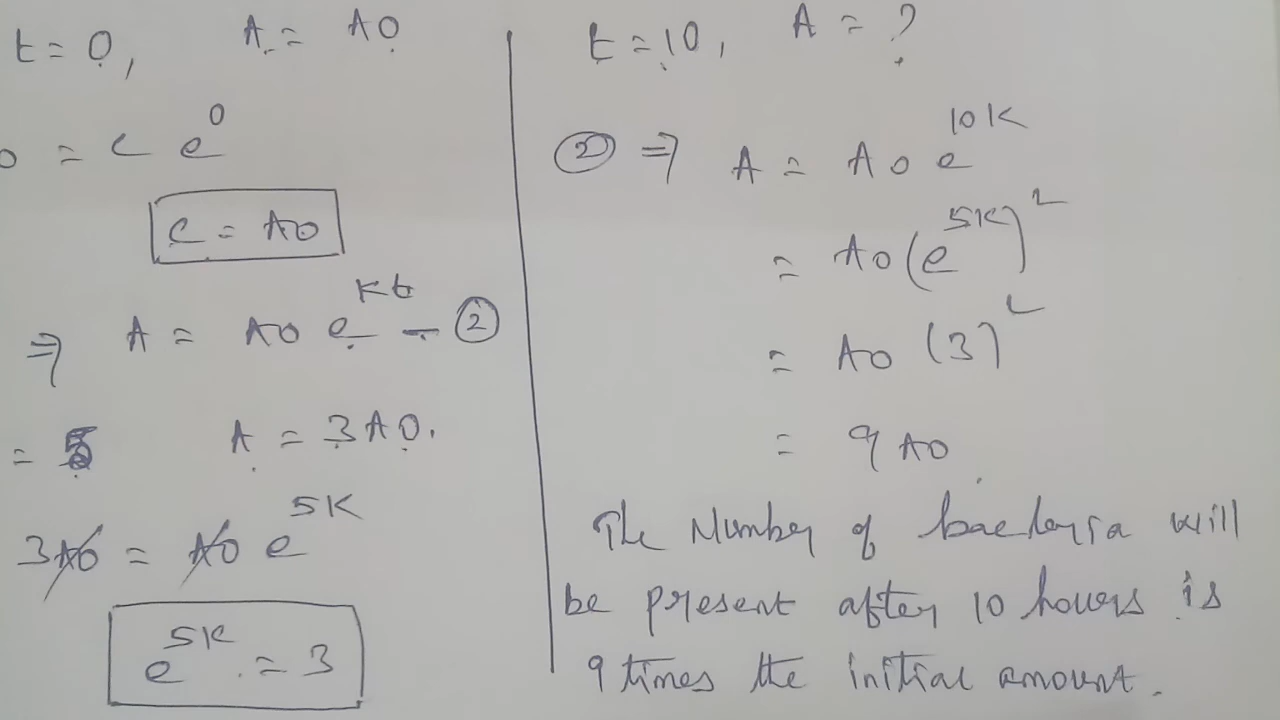 t = 0, A = A0
0 = C e^0
C = A0
⇒ A = A0 e^kt - ②
= 5 A = 3A0.
3A0 = A0 e^5K
e^5K = 3
t = 10, A = ?
② ⇒ A = A0 e^10K
= A0 (e^5K)^2
= A0 (3)^2
= 9 A0
The Number of bacteria will
be present after 10 hours is
9 times the initial amount.